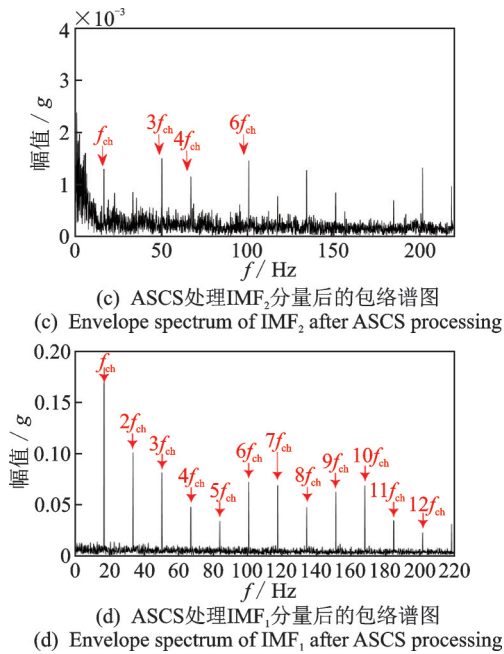 ×10⁻³
4
3
2
1
0
幅值 / g
f_ch
3f_ch
4f_ch
6f_ch
0 50 100 150 200
f / Hz
(c) ASCS处理IMF₂分量后的包络谱图
(c) Envelope spectrum of IMF₂ after ASCS processing
0.20
0.15
0.10
0.05
0
幅值 / g
f_ch
2f_ch
3f_ch
4f_ch
5f_ch
6f_ch
7f_ch
8f_ch
9f_ch
10f_ch
11f_ch
12f_ch
0 20 40 60 80 100 120 140 160 180 200 220
f / Hz
(d) ASCS处理IMF₁分量后的包络谱图
(d) Envelope spectrum of IMF₁ after ASCS processing